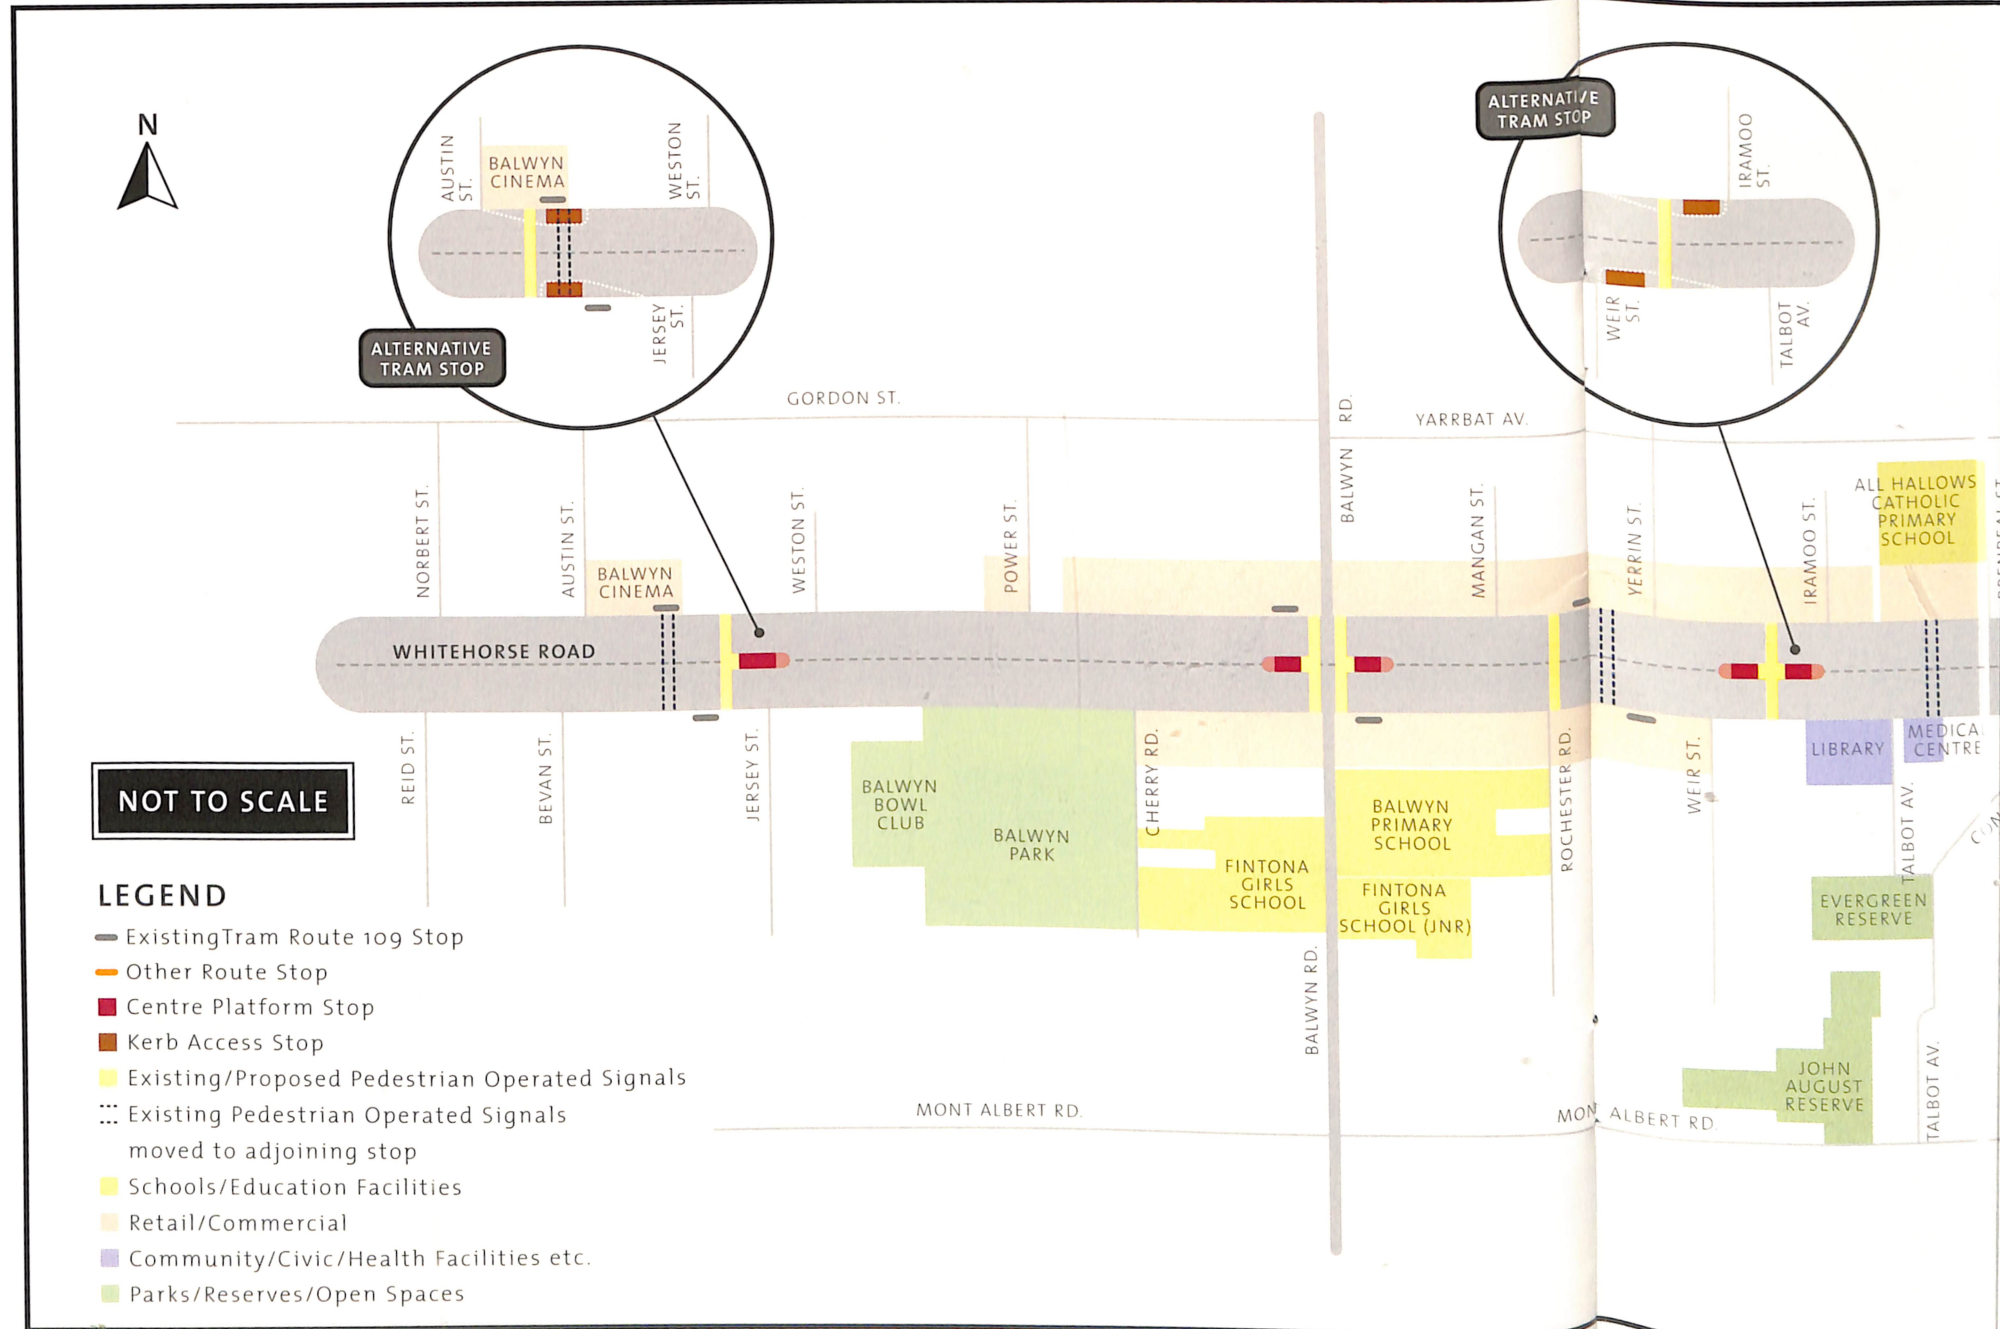 N
AUSTIN
ST.
BALWYN
CINEMA
WESTON
ST.
JERSEY
ST.
ALTERNATIVE
TRAM STOP
ALTERNATIVE
TRAM STOP
IRAMOO
ST.
WEIR
ST.
TALBOT
AV.
GORDON ST.
BALWYN RD.
YARRBAT AV.
NORBERT ST.
AUSTIN ST.
BALWYN
CINEMA
WESTON ST.
POWER ST.
MANGAN ST.
YERRIN ST.
IRAMOO ST.
ALL HALLOWS
CATHOLIC
PRIMARY
SCHOOL
WHITEHORSE ROAD
REID ST.
BEVAN ST.
JERSEY ST.
BALWYN
BOWL
CLUB
BALWYN
PARK
CHERRY RD.
FINTONA
GIRLS
SCHOOL
BALWYN
PRIMARY
SCHOOL
FINTONA
GIRLS
SCHOOL (JNR)
ROCHESTER RD.
WEIR ST.
LIBRARY
MEDICA
CENTRE
TALBOT AV.
EVERGREEN
RESERVE
JOHN
AUGUST
RESERVE
TALBOT AV.
BALWYN RD.
MONT ALBERT RD.
MONT ALBERT RD
NOT TO SCALE
LEGEND
ExistingTram Route 109 Stop
Other Route Stop
Centre Platform Stop
Kerb Access Stop
Existing/Proposed Pedestrian Operated Signals
Existing Pedestrian Operated Signals
moved to adjoining stop
Schools/Education Facilities
Retail/Commercial
Community/Civic/Health Facilities etc.
Parks/Reserves/Open Spaces